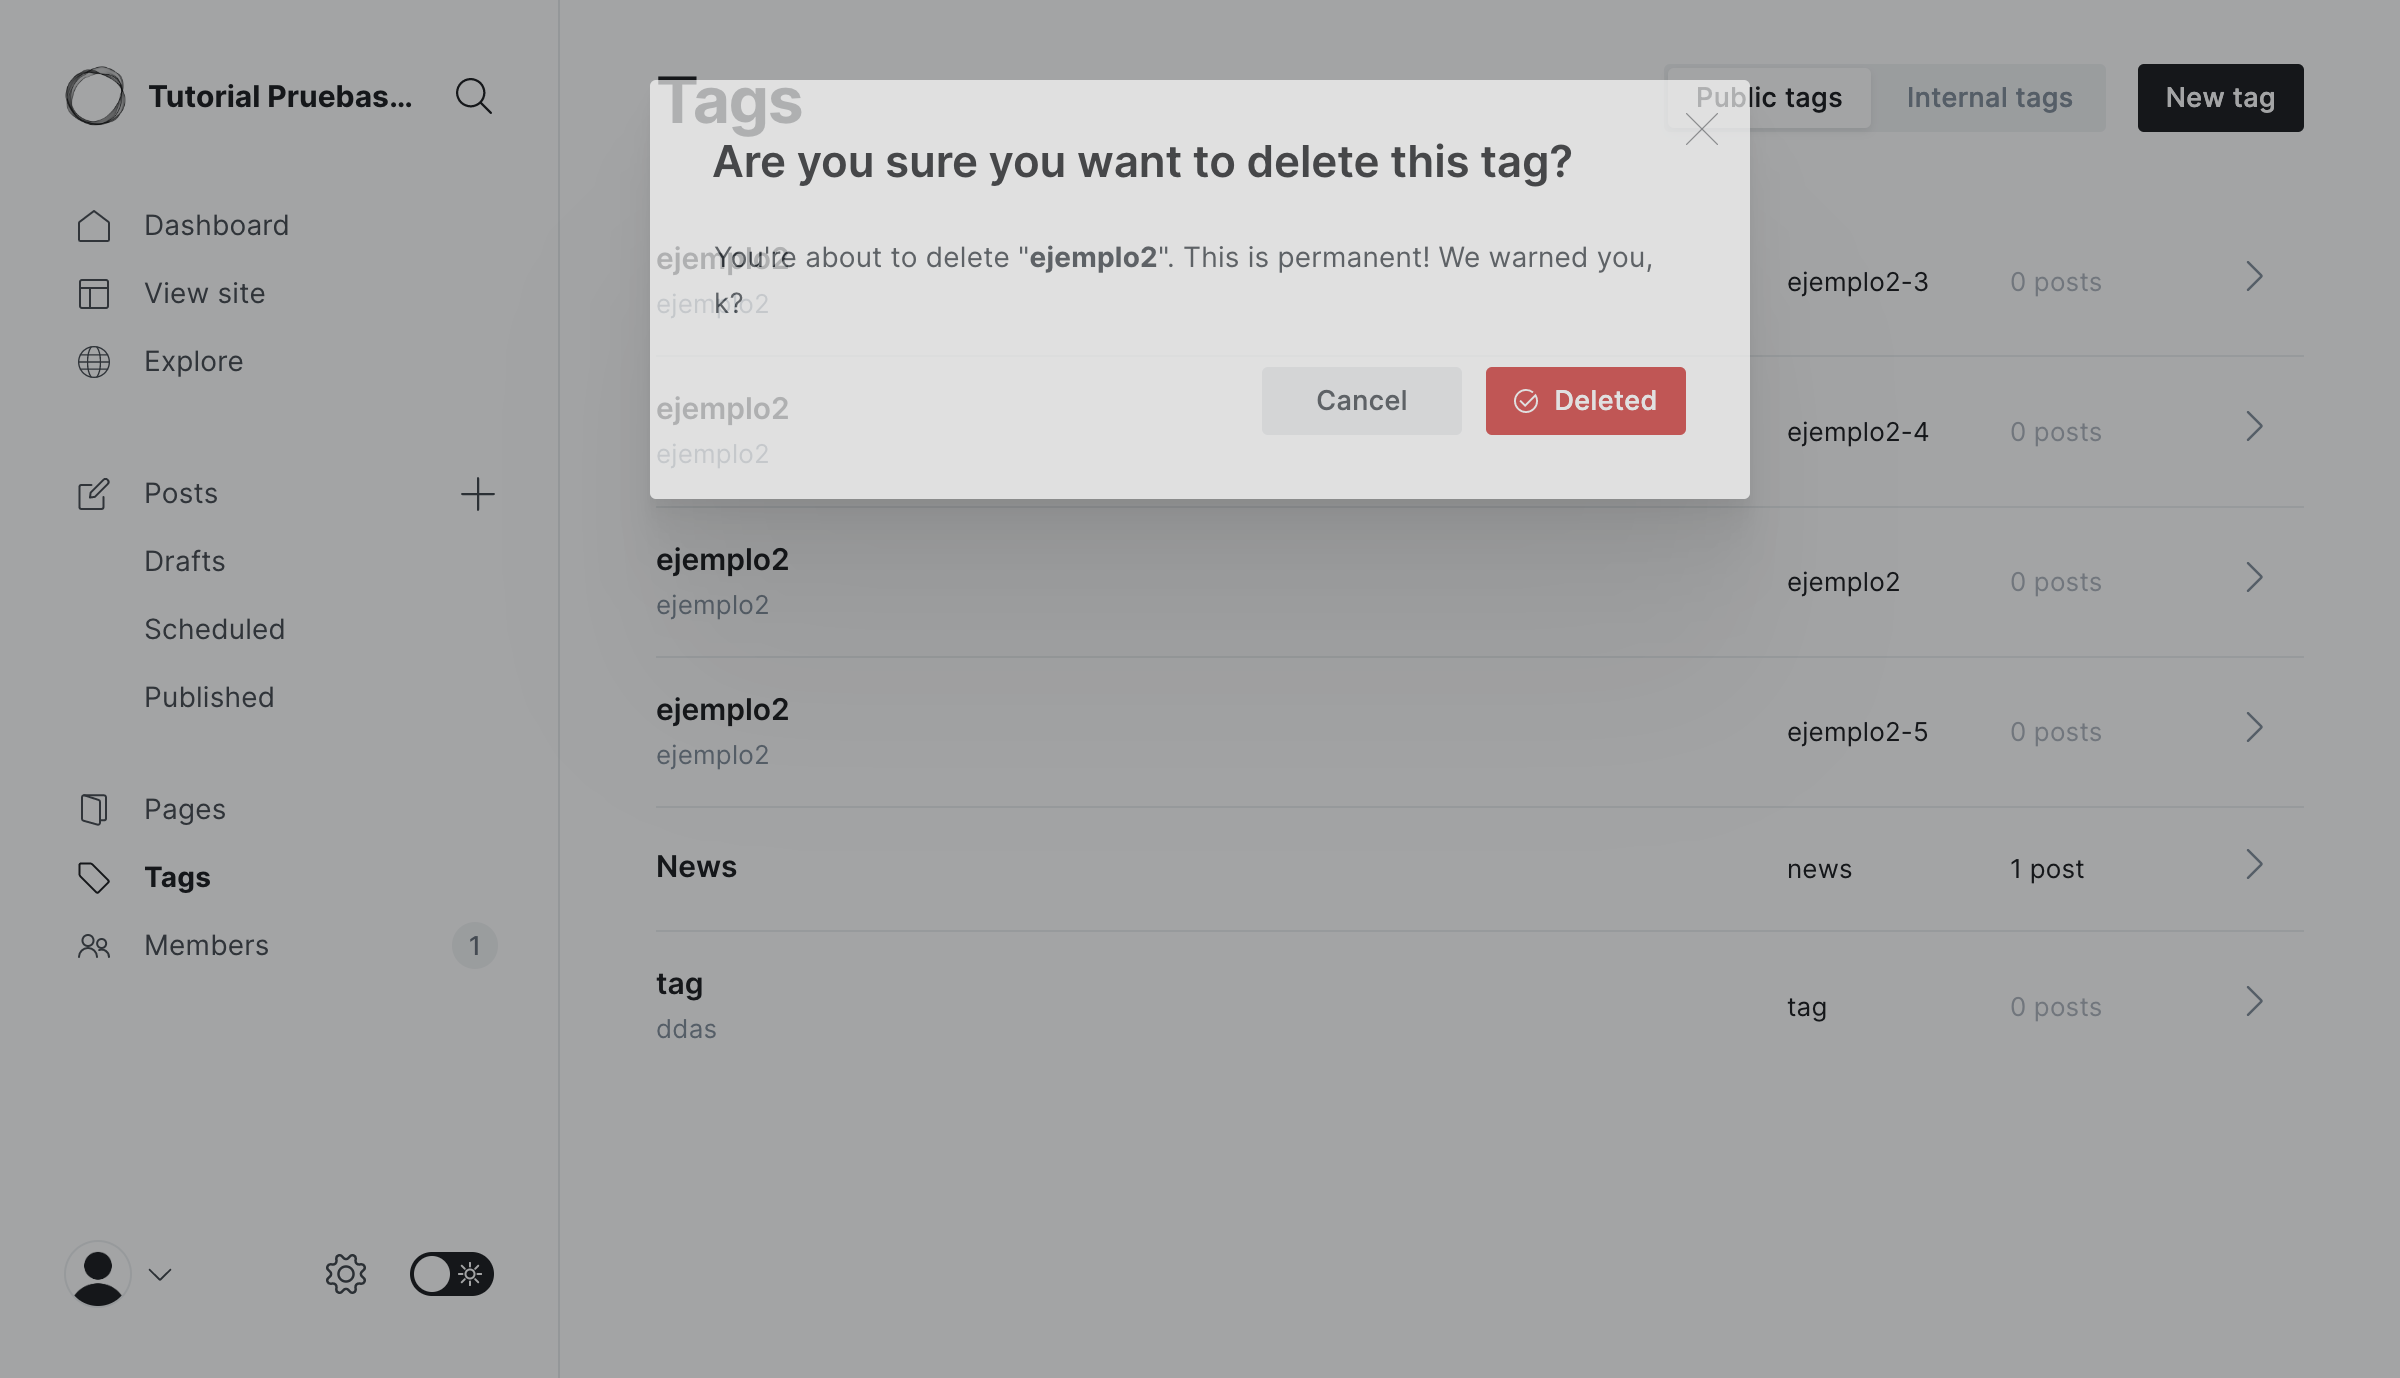 Tutorial Pruebas...
Dashboard
View site
Explore
Posts
Drafts
Scheduled
Published
Pages
Tags
Members 1
Tags
Public tags Internal tags New tag
Are you sure you want to delete this tag?
You're about to delete "ejemplo2". This is permanent! We warned you,
k?
Cancel Deleted
ejemplo2
ejemplo2
ejemplo2-3 0 posts
ejemplo2
ejemplo2
ejemplo2-4 0 posts
ejemplo2
ejemplo2
ejemplo2 0 posts
ejemplo2
ejemplo2
ejemplo2-5 0 posts
News news 1 post
tag
ddas
tag 0 posts